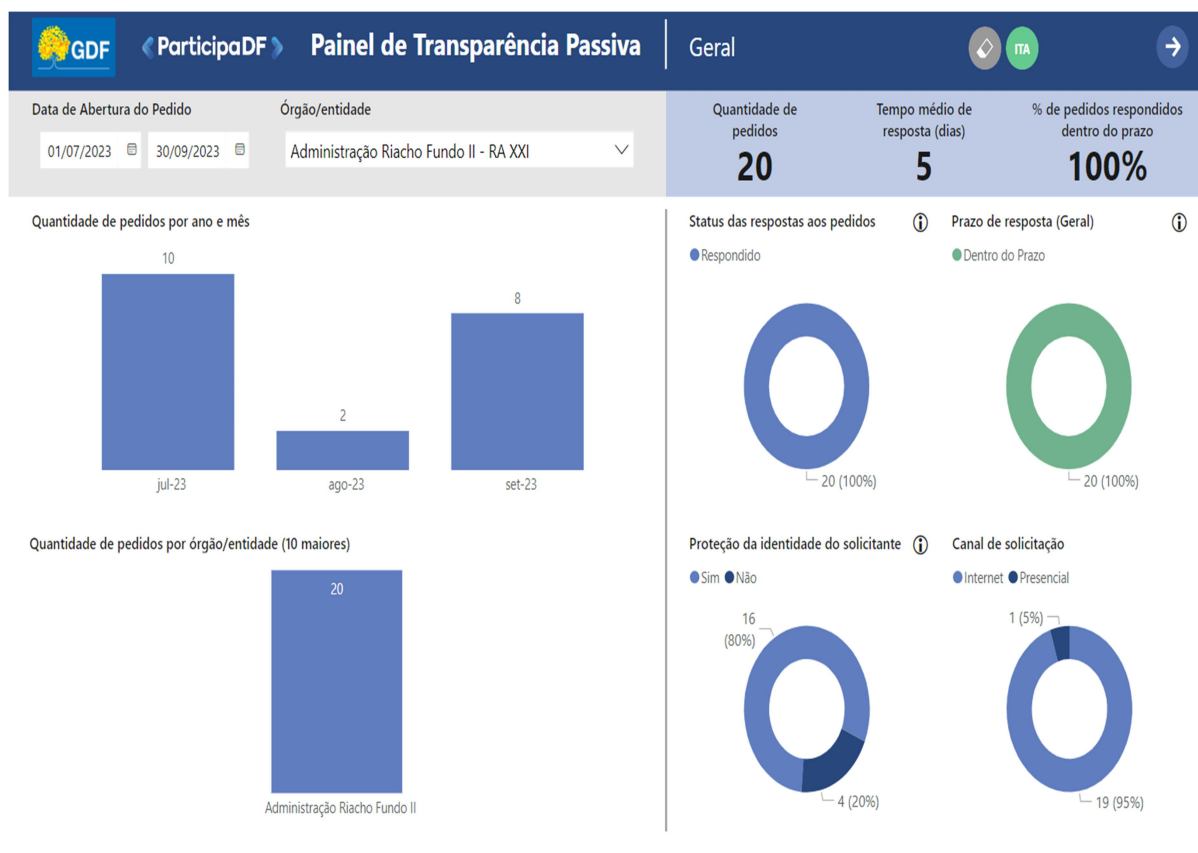 GDF
ParticipaDF
Painel de Transparência Passiva
Geral
ITA
Data de Abertura do Pedido
Órgão/entidade
01/07/2023
30/09/2023
Administração Riacho Fundo II - RA XXI
Quantidade de
pedidos
20
Tempo médio de
resposta (dias)
5
% de pedidos respondidos
dentro do prazo
100%
Quantidade de pedidos por ano e mês
10
2
8
jul-23
ago-23
set-23
Status das respostas aos pedidos
Respondido
20 (100%)
Prazo de resposta (Geral)
Dentro do Prazo
20 (100%)
Quantidade de pedidos por órgão/entidade (10 maiores)
20
Administração Riacho Fundo II
Proteção da identidade do solicitante
Sim Não
16
(80%)
4 (20%)
Canal de solicitação
Internet Presencial
1 (5%)
19 (95%)